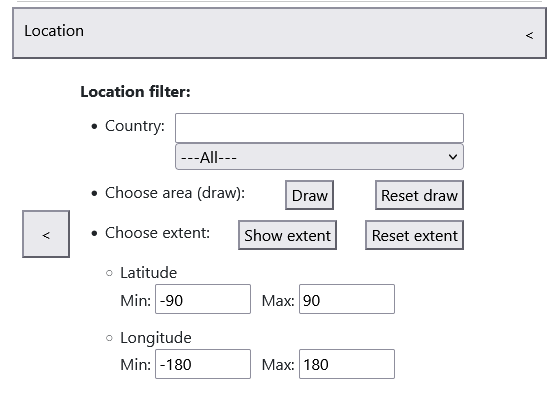 Location <
Location filter:
• Country:
---All---
• Choose area (draw): Draw Reset draw
<
• Choose extent: Show extent Reset extent
○ Latitude
Min: -90 Max: 90
○ Longitude
Min: -180 Max: 180